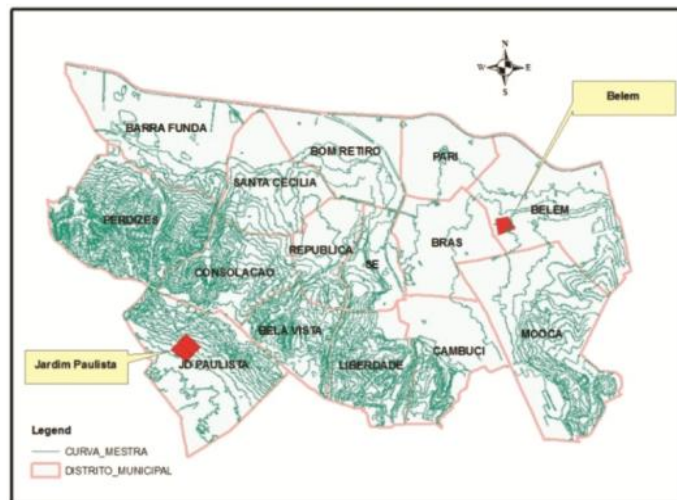 N
W E
S
Belem
BARRA FUNDA
BOM RETIRO
PARI
SANTA CECILIA
PERDIZES
BELEM
REPUBLICA
BRAS
SE
CONSOLACAO
BELA VISTA
MOOCA
CAMBUCI
Jardim Paulista
JD PAULISTA
LIBERDADE
Legend
CURVA_MESTRA
DISTRITO_MUNICIPAL